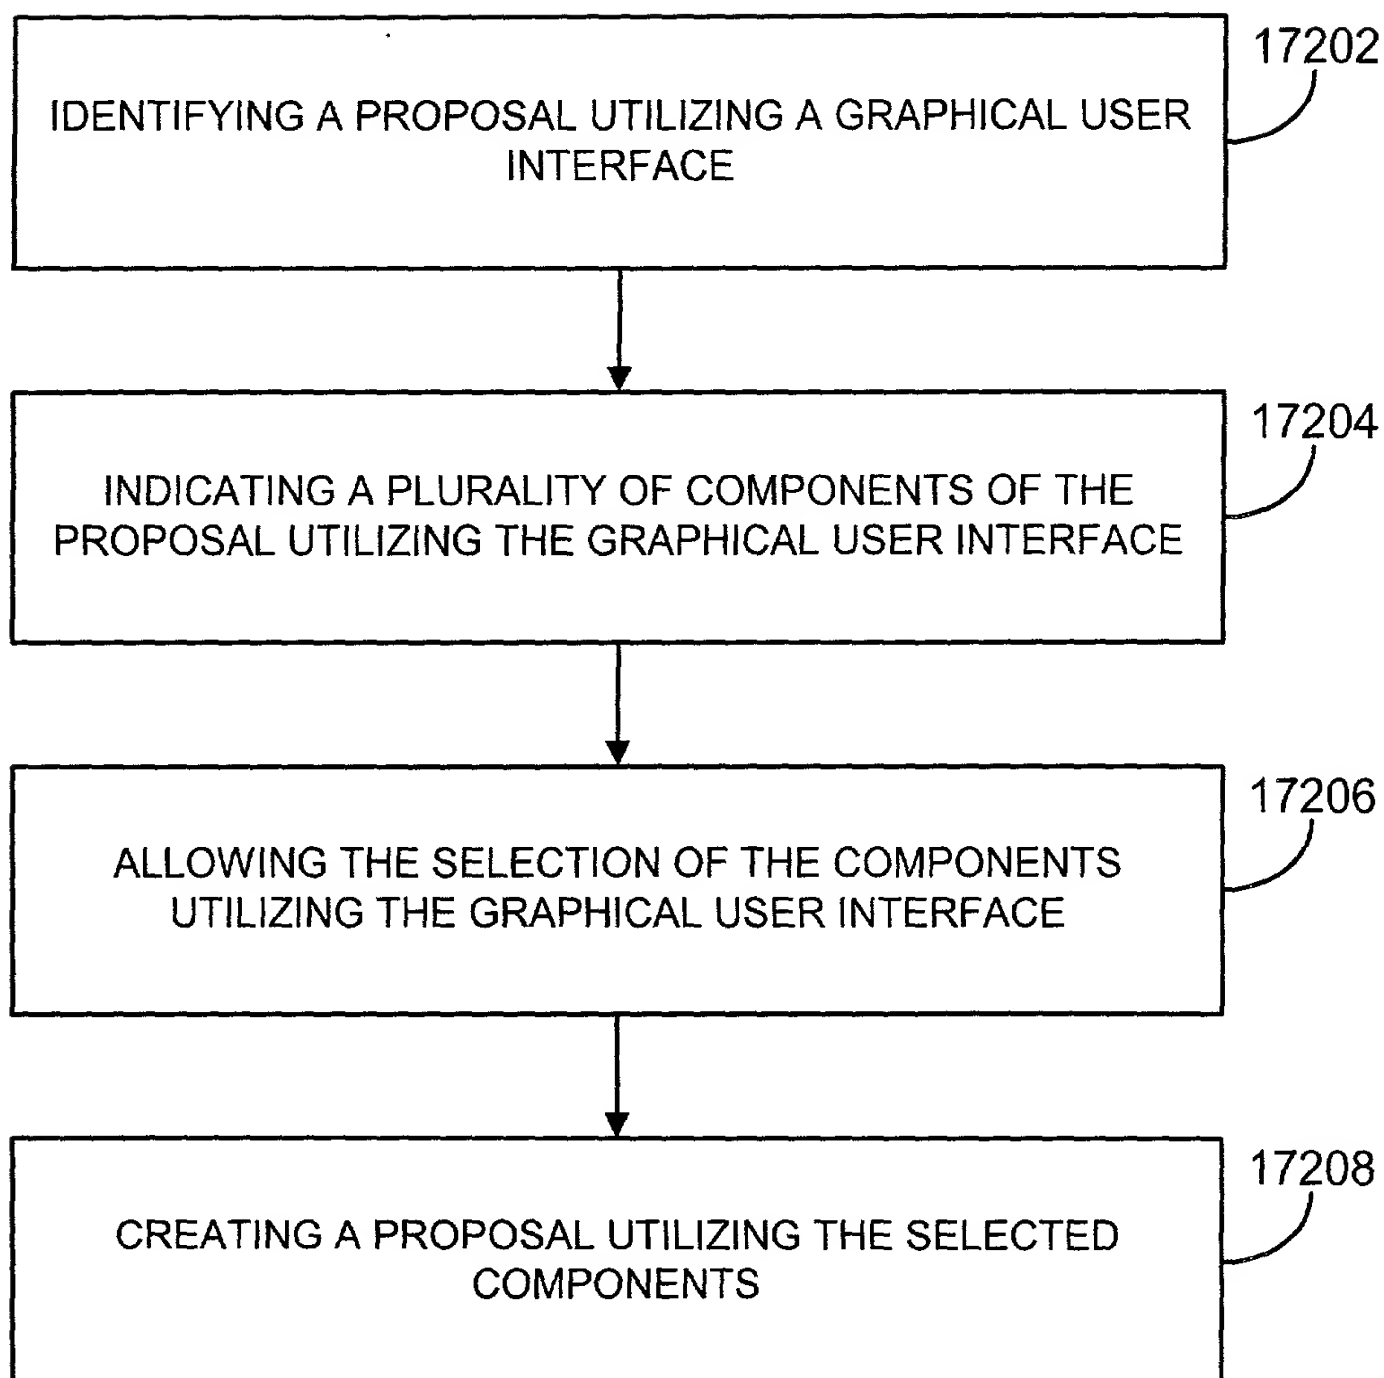 17202
IDENTIFYING A PROPOSAL UTILIZING A GRAPHICAL USER
INTERFACE
17204
INDICATING A PLURALITY OF COMPONENTS OF THE
PROPOSAL UTILIZING THE GRAPHICAL USER INTERFACE
17206
ALLOWING THE SELECTION OF THE COMPONENTS
UTILIZING THE GRAPHICAL USER INTERFACE
17208
CREATING A PROPOSAL UTILIZING THE SELECTED
COMPONENTS